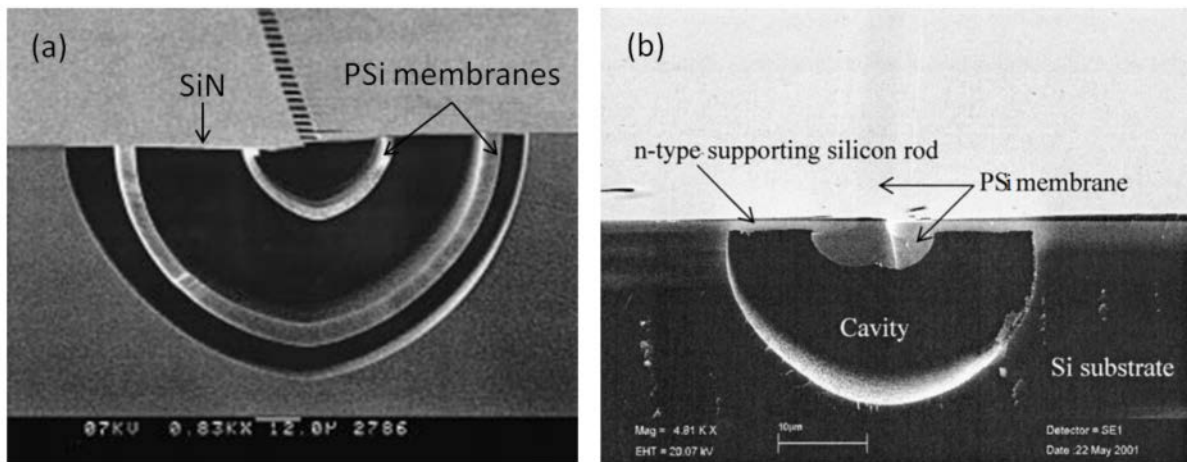 (a)
SiN
PSi membranes
07KV 0.83KX 12.0µ 2786
(b)
n-type supporting silicon rod
PSi membrane
Cavity
Si substrate
Mag = 4.81 K X
EHT = 20.07 kV
10µm
Detector = SE1
Date :22 May 2001